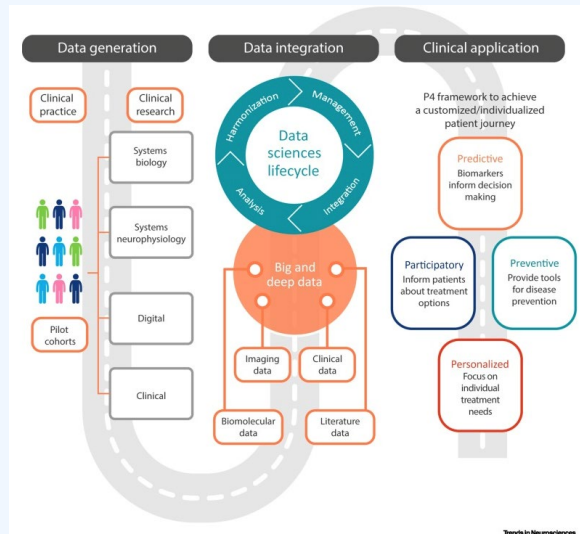 Data generation
Data integration
Clinical application
Clinical
practice
Clinical
research
Systems
biology
Systems
neurophysiology
Digital
Clinical
Pilot
cohorts
Harmonization
Management
Integration
Analysis
Data
sciences
lifecycle
Big and
deep data
Imaging
data
Clinical
data
Biomolecular
data
Literature
data
P4 framework to achieve
a customized/individualized
patient journey
Predictive
Biomarkers
inform decision
making
Participatory
Inform patients
about treatment
options
Preventive
Provide tools
for disease
prevention
Personalized
Focus on
individual
treatment
needs
Trends in Neurosciences